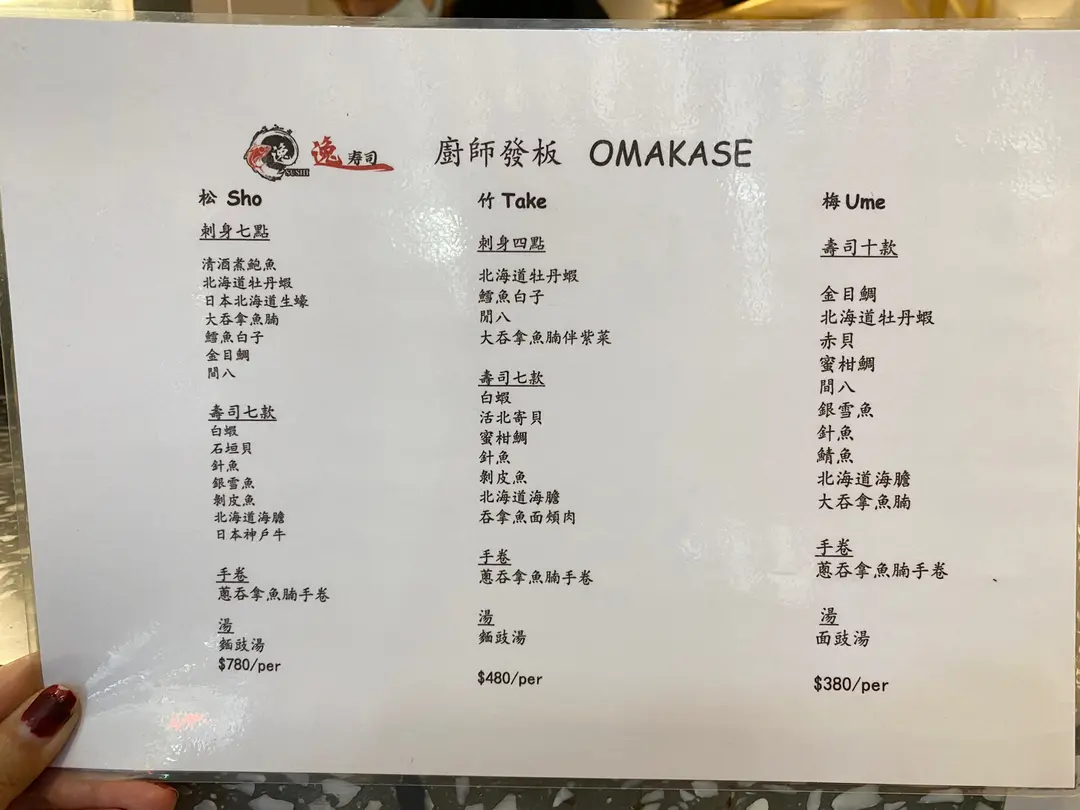 逸 SUSHI 逸 寿司
廚師發板 OMAKASE
松 Sho
刺身七點
清酒煮鮑魚
北海道牡丹蝦
日本北海道生蠔
大吞拿魚腩
鱈魚白子
金目鯛
間八
壽司七款
白蝦
石垣貝
針魚
銀雪魚
剝皮魚
北海道海膽
日本神戶牛
手卷
蔥吞拿魚腩手卷
湯
麵豉湯
$780/per
竹 Take
刺身四點
北海道牡丹蝦
鱈魚白子
間八
大吞拿魚腩伴紫菜
壽司七款
白蝦
活北寄貝
蜜柑鯛
針魚
剝皮魚
北海道海膽
吞拿魚面頰肉
手卷
蔥吞拿魚腩手卷
湯
麵豉湯
$480/per
梅 Ume
壽司十款
金目鯛
北海道牡丹蝦
赤貝
蜜柑鯛
間八
銀雪魚
針魚
鯖魚
北海道海膽
大吞拿魚腩
手卷
蔥吞拿魚腩手卷
湯
面豉湯
$380/per